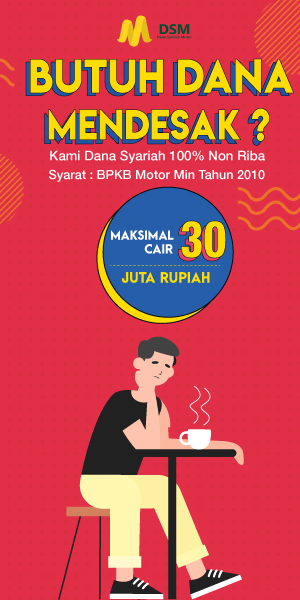 DSM
BUTUH DANA
MENDESAK ?
Kami Dana Syariah 100% Non Riba
Syarat : BPKB Motor Min Tahun 2010
MAKSIMAL
CAIR 30
JUTA RUPIAH